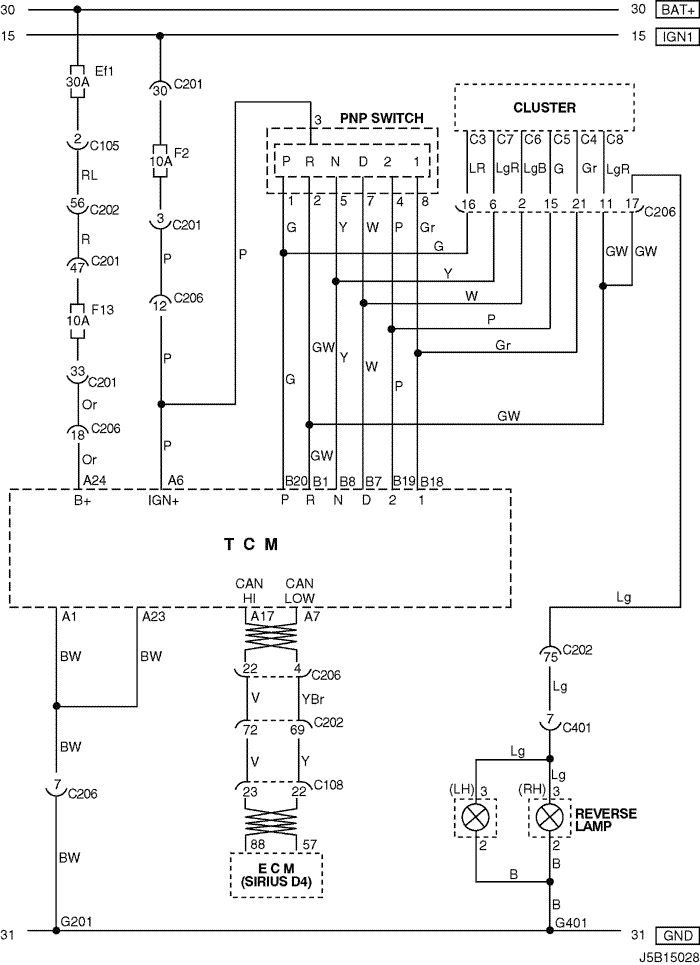 30 30 BAT+
15 15 IGN1
Ef1
30A
30 C201
PNP SWITCH
3
CLUSTER
2 C105
F2
10A
P R N D 2 1
C3 C7 C6 C5 C4 C8
RL
LR LgR LgB G Gr LgR
56 C202
3 C201
1 2 5 7 4 8
16 6 2 15 21 11 17 C206
R
P
P
G Y W P Gr
G
GW GW
47 C201
Y
F13
10A
12 C206
W
P
GW Y
Gr
33 C201
P
G W P
Or
GW
18 C206
P
GW
Or
A24 A6 B20 B1 B8 B7 B19 B18
B+ IGN+ P R N D 2 1
TCM
CAN HI
CAN LOW
Lg
A1 A23 A17 A7
BW BW
75 C202
22 4 C206
Lg
V YBr
7 C401
72 69 C202
BW
V Y
Lg
Lg
7 C206
23 22 C108
(LH) 3 (RH) 3
REVERSE
LAMP
88 57
2 2
BW
ECM
(SIRIUS D4)
B
B
B
G201 G401
31 31 GND
J5B15028